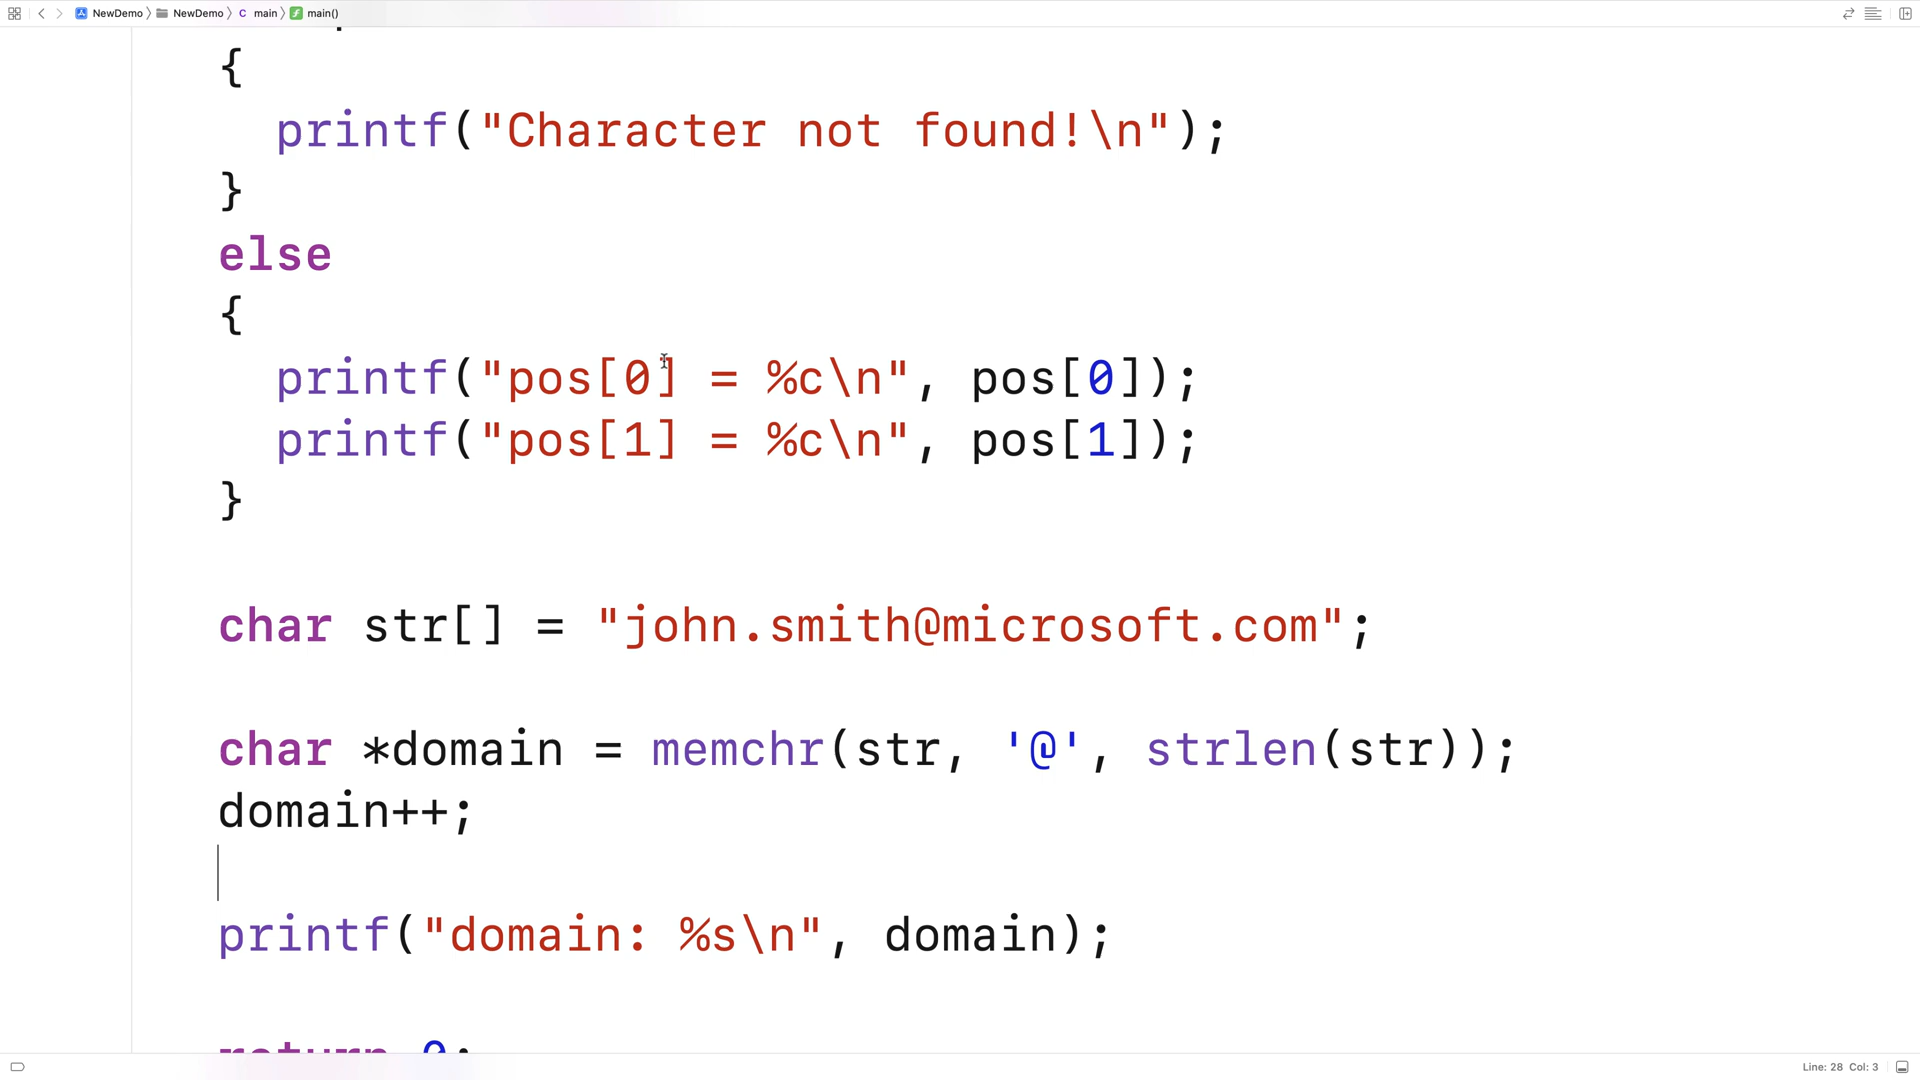 NewDemo NewDemo C main f main()
{
printf("Character not found!\n");
}
else
{
printf("pos[0] = %c\n", pos[0]);
printf("pos[1] = %c\n", pos[1]);
}
char str[] = "john.smith@microsoft.com";
char *domain = memchr(str, '@', strlen(str));
domain++;
printf("domain: %s\n", domain);
return 0;
Line: 28 Col: 3